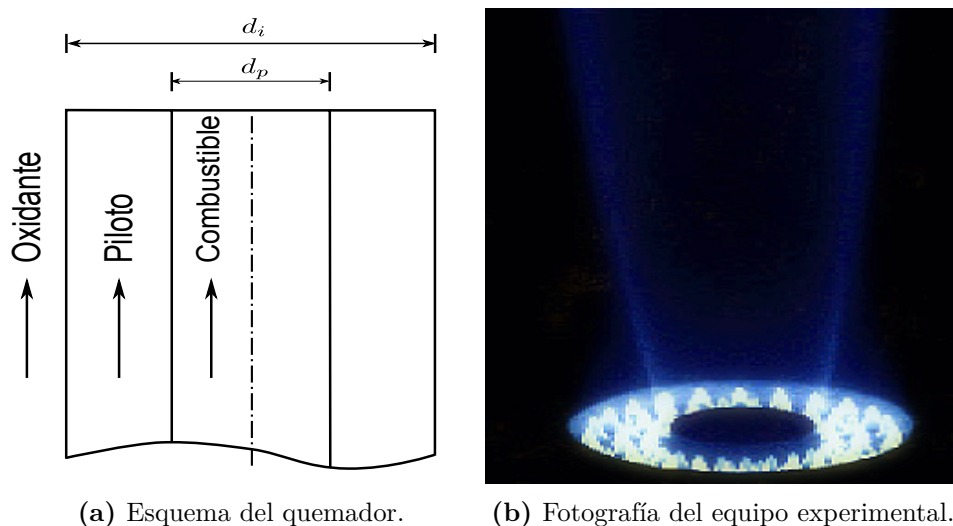 d_i
d_p
Oxidante
Piloto
Combustible
(a) Esquema del quemador.
(b) Fotografía del equipo experimental.